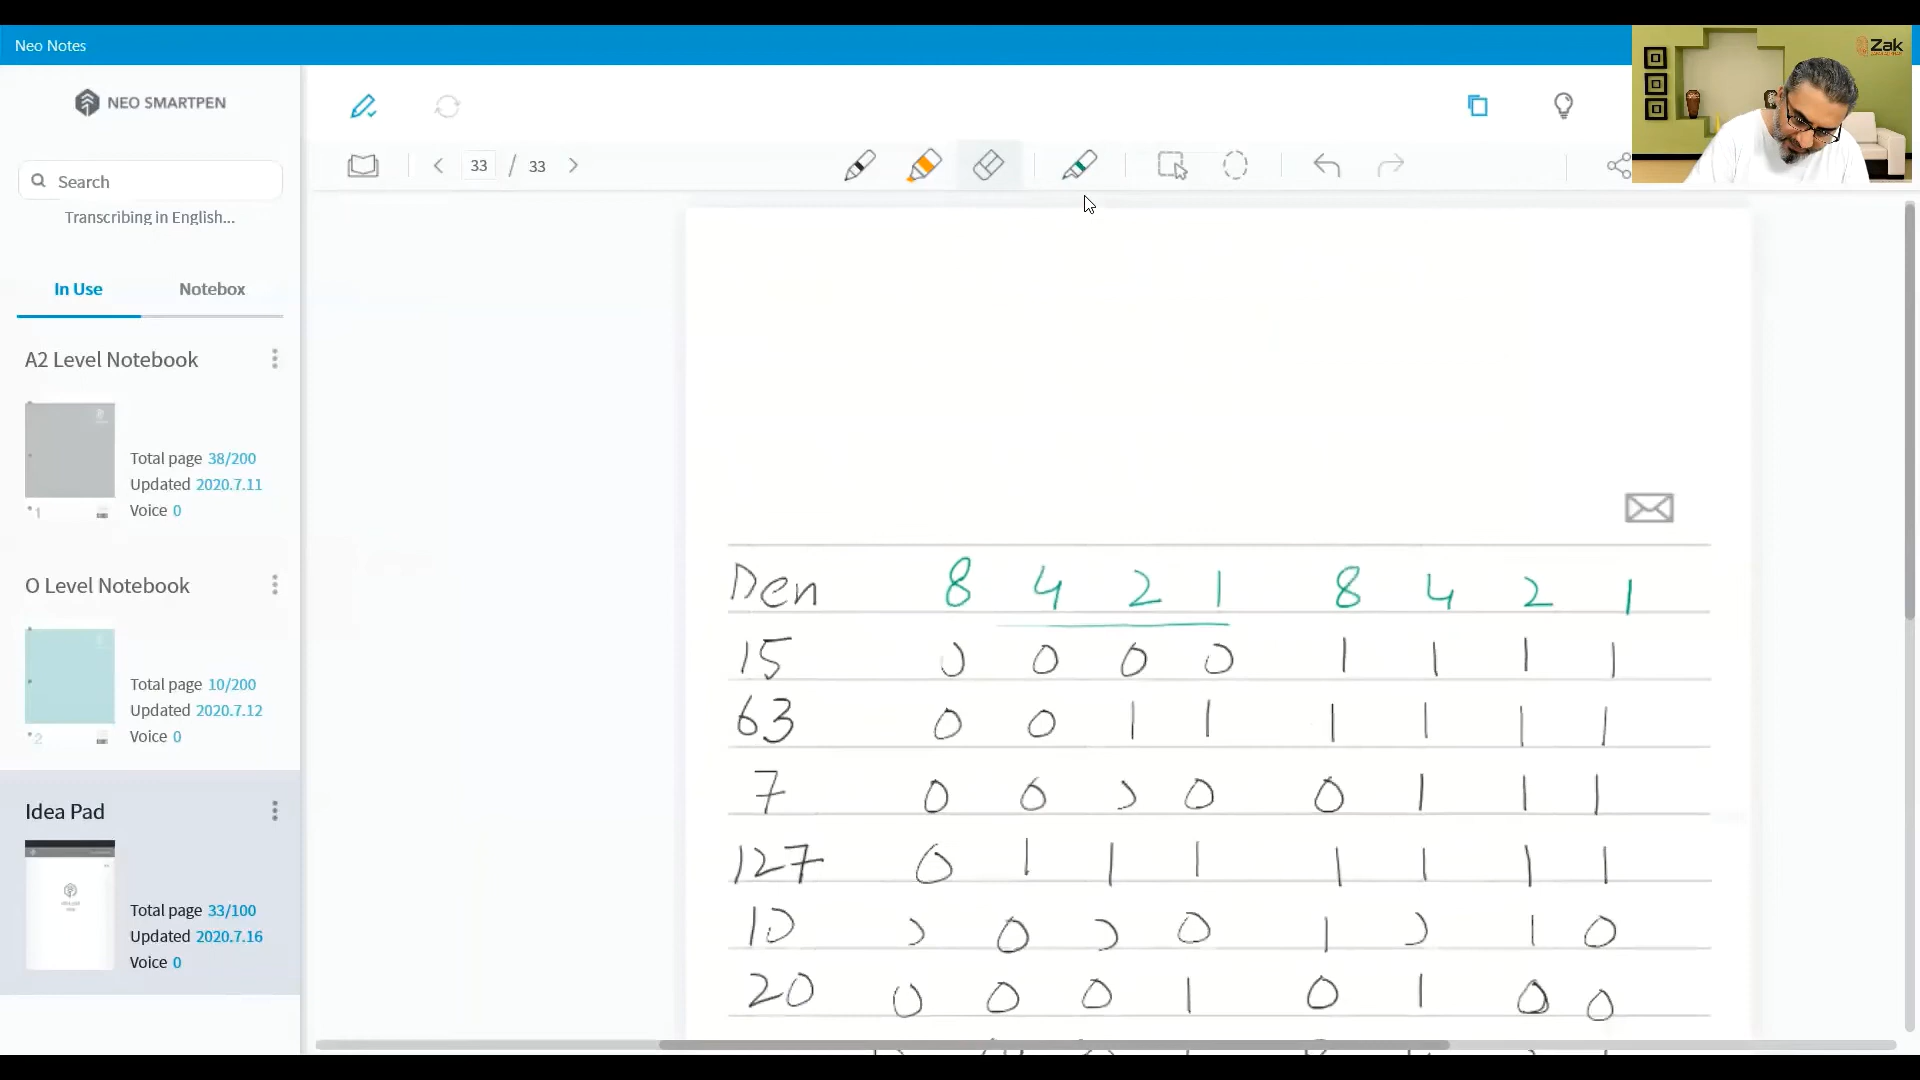 Neo Notes
Zak
NEO SMARTPEN
33 / 33
Search
Transcribing in English...
In Use Notebox
A2 Level Notebook
Total page 38/200
Updated 2020.7.11
1 Voice 0
O Level Notebook
Total page 10/200
Updated 2020.7.12
2 Voice 0
Idea Pad
Total page 33/100
Updated 2020.7.16
Voice 0
Den 8 4 2 1 8 4 2 1
15 0 0 0 0 1 1 1 1
63 0 0 1 1 1 1 1 1
7 0 0 0 0 0 1 1 1
127 0 1 1 1 1 1 1 1
10 0 0 0 0 1 0 1 0
20 0 0 0 1 0 1 0 0